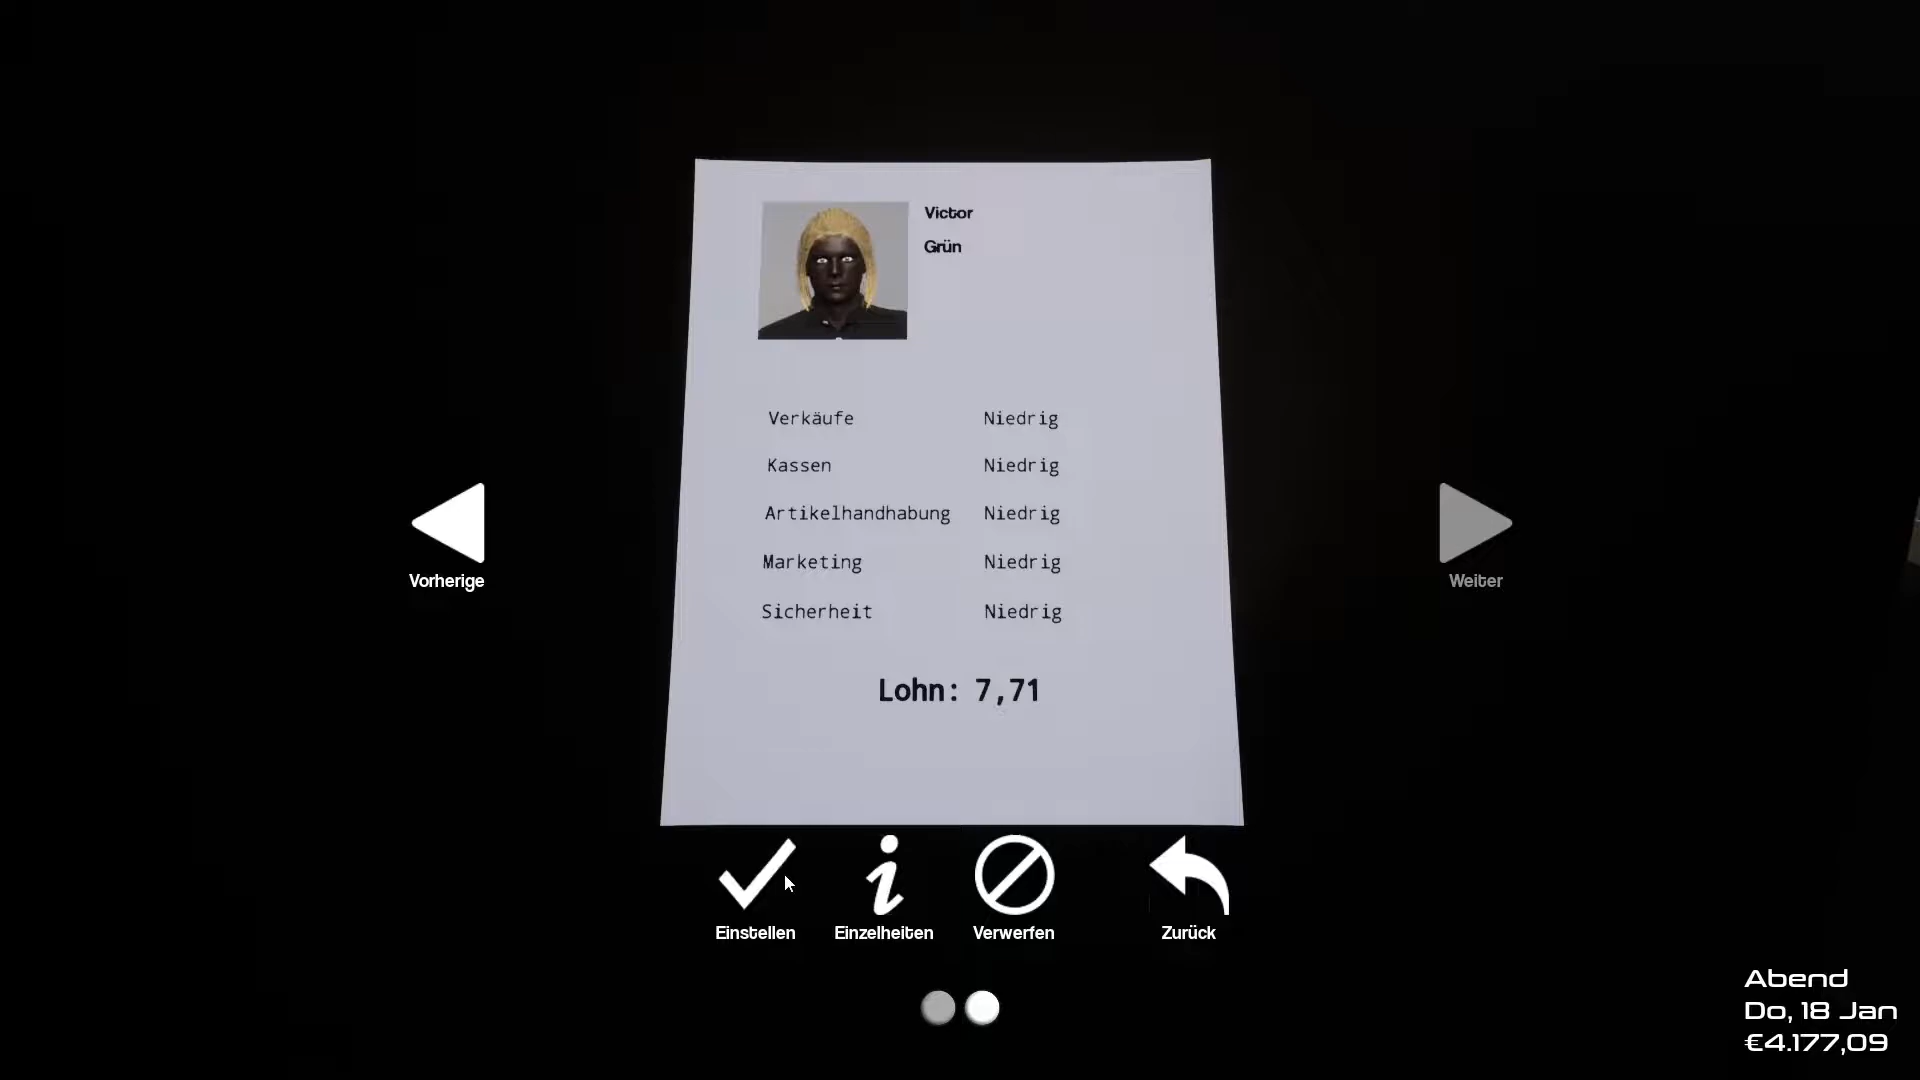 Victor
Grün
Verkäufe Niedrig
Kassen Niedrig
Artikelhandhabung Niedrig
Marketing Niedrig
Sicherheit Niedrig
Lohn: 7,71
Vorherige
Weiter
Einstellen Einzelheiten Verwerfen Zurück
Abend
Do, 18 Jan
€4.177,09